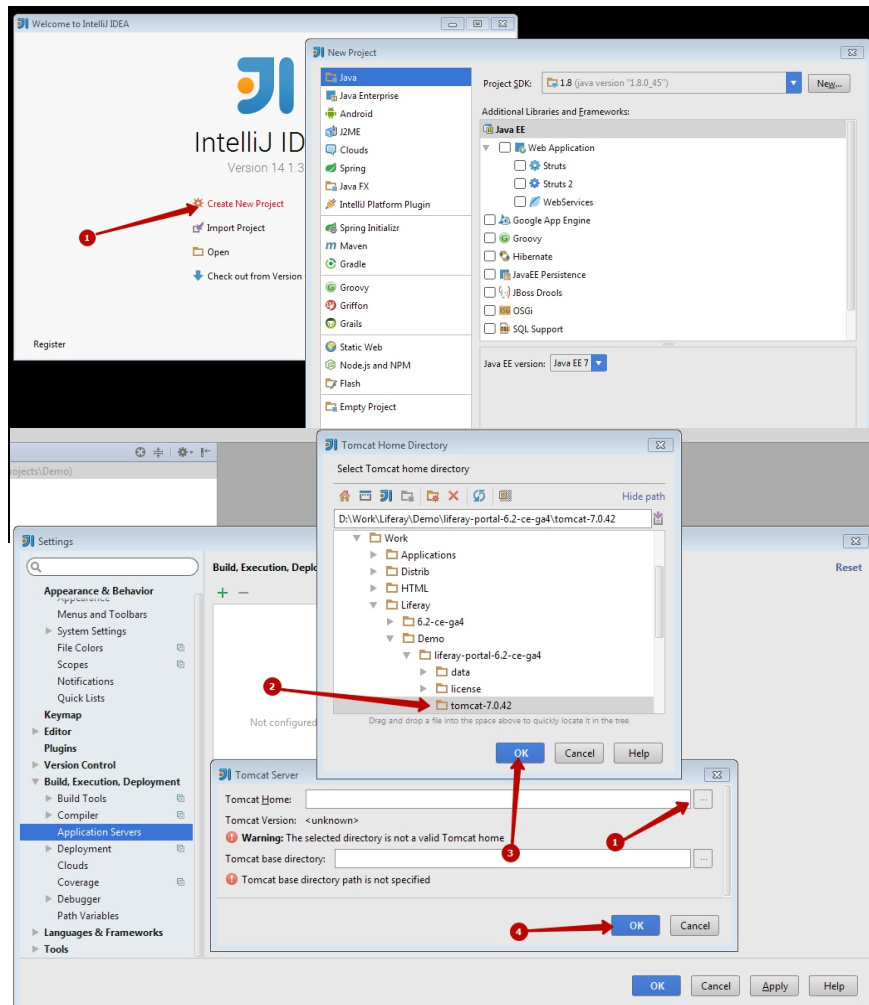 Welcome to IntelliJ IDEA
IntelliJ ID
Version 14.1.3
Create New Project
1
Import Project
Open
Check out from Version
Register
New Project
Java
Java Enterprise
Android
J2ME
Clouds
Spring
Java FX
IntelliJ Platform Plugin
Spring Initializr
Maven
Gradle
Groovy
Griffon
Grails
Static Web
Node.js and NPM
Flash
Empty Project
Project SDK: 1.8 (java version "1.8.0_45") New...
Additional Libraries and Frameworks:
Java EE
Web Application
Struts
Struts 2
WebServices
Google App Engine
Groovy
Hibernate
JavaEE Persistence
JBoss Drools
OSGi
SQL Support
Java EE version: Java EE 7
rojects\Demo)
Tomcat Home Directory
Select Tomcat home directory
Hide path
D:\Work\Liferay\Demo\liferay-portal-6.2-ce-ga4\tomcat-7.0.42
Work
Applications
Distrib
HTML
Liferay
6.2-ce-ga4
Demo
liferay-portal-6.2-ce-ga4
data
license
2
tomcat-7.0.42
Drag and drop a file into the space above to quickly locate it in the tree.
OK Cancel Help
Settings
Build, Execution, Deplo
Reset
Appearance & Behavior
Appearance
Menus and Toolbars
System Settings
File Colors
Scopes
Notifications
Quick Lists
Keymap
Editor
Plugins
Version Control
Build, Execution, Deployment
Build Tools
Compiler
Application Servers
Deployment
Clouds
Coverage
Debugger
Path Variables
Languages & Frameworks
Tools
Not configured
Tomcat Server
Tomcat Home: ...
Tomcat Version: <unknown>
Warning: The selected directory is not a valid Tomcat home
1
3
Tomcat base directory: ...
Tomcat base directory path is not specified
4
OK Cancel
OK Cancel Apply Help